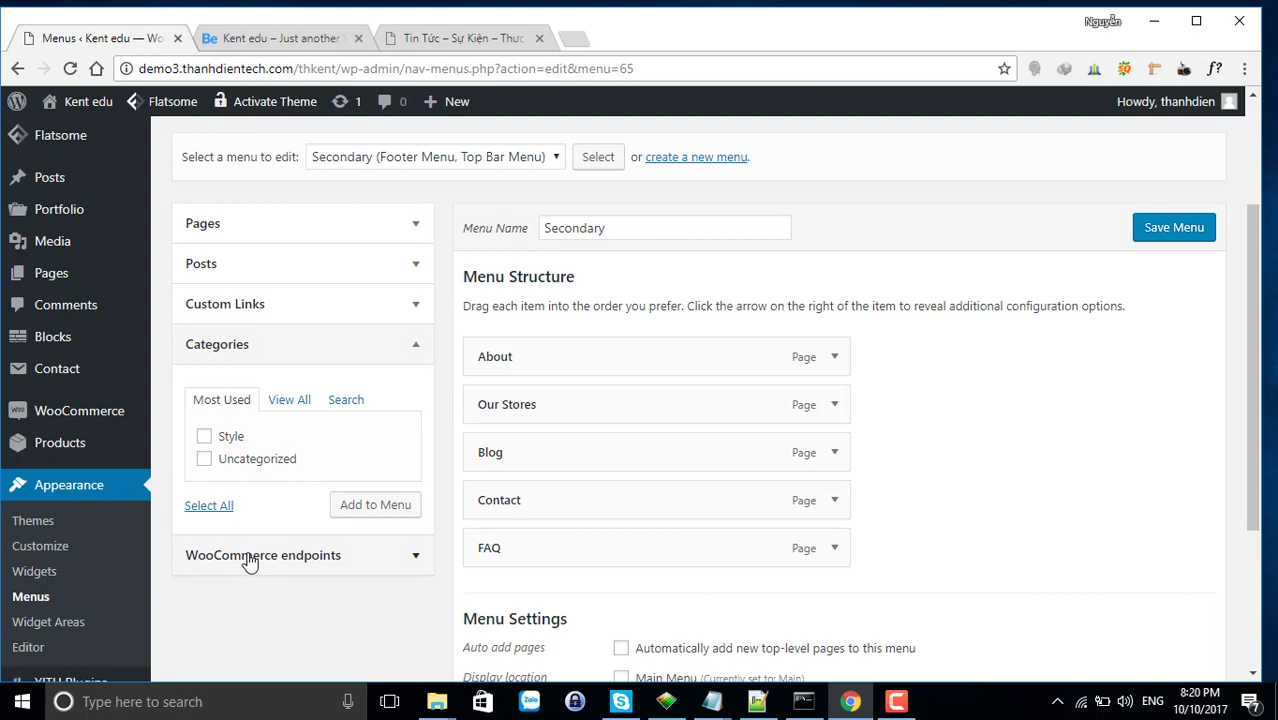 Nguyễn
Menus ‹ Kent edu — Wo
Be Kent edu – Just another
Tin Tức – Sự Kiện – Thươ
demo3.thanhdientech.com/thkent/wp-admin/nav-menus.php?action=edit&menu=65
Kent edu
Flatsome
Activate Theme
1
0
New
Howdy, thanhdien
Flatsome
Posts
Portfolio
Media
Pages
Comments
Blocks
Contact
WooCommerce
Products
Appearance
Themes
Customize
Widgets
Menus
Widget Areas
Editor
YITH Plugins
Select a menu to edit:
Secondary (Footer Menu, Top Bar Menu)
Select
or create a new menu.
Pages
Posts
Custom Links
Categories
Most Used
View All
Search
Style
Uncategorized
Select All
Add to Menu
WooCommerce endpoints
Menu Name
Secondary
Save Menu
Menu Structure
Drag each item into the order you prefer. Click the arrow on the right of the item to reveal additional configuration options.
About
Page
Our Stores
Page
Blog
Page
Contact
Page
FAQ
Page
Menu Settings
Auto add pages
Automatically add new top-level pages to this menu
Display location
Main Menu (Currently set to: Main)
Type here to search
ENG
8:20 PM
10/10/2017